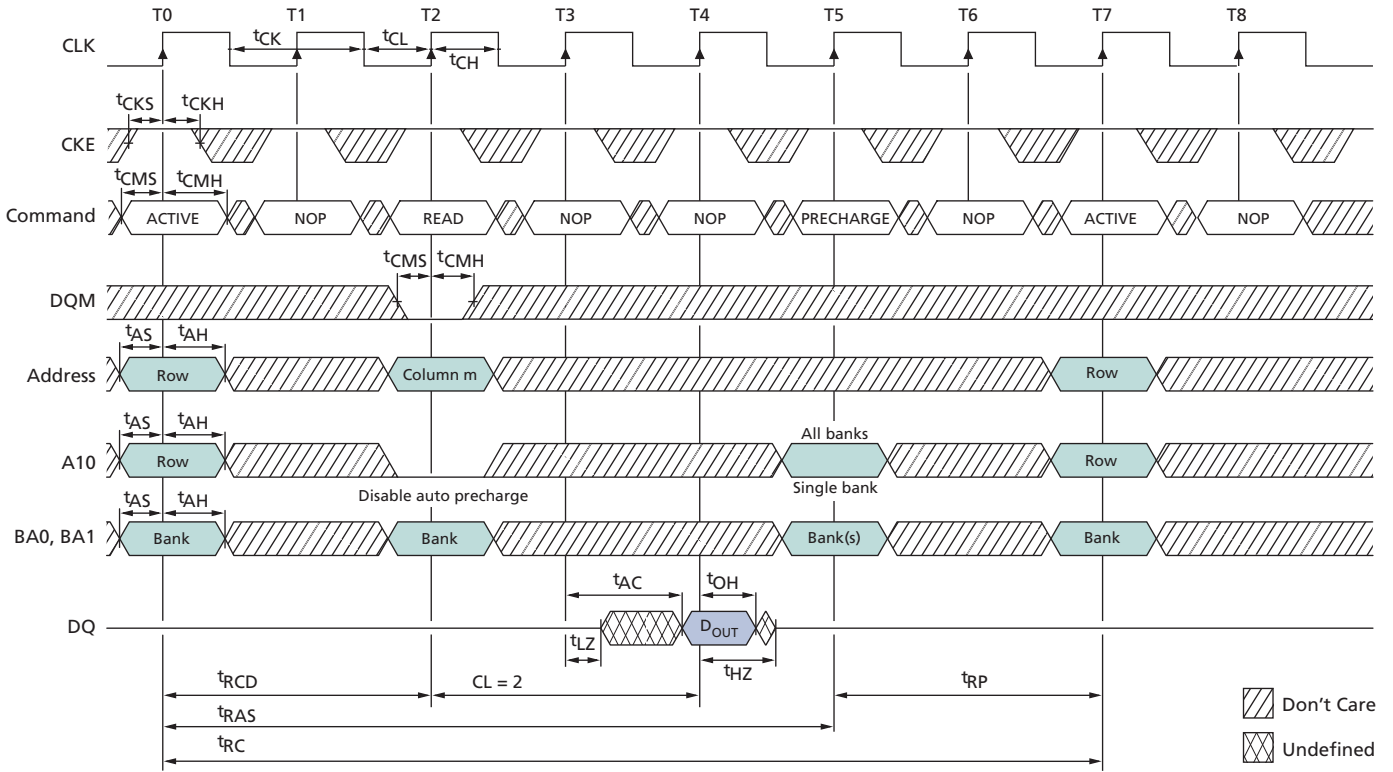 T0 T1 T2 T3 T4 T5 T6 T7 T8
CLK
tCK tCL
tCH
tCKS tCKH
CKE
tCMS tCMH
Command ACTIVE NOP READ NOP NOP PRECHARGE NOP ACTIVE NOP
tCMS tCMH
DQM
tAS tAH
Address Row Column m Row
tAS tAH
All banks
A10 Row Row
Disable auto precharge Single bank
tAS tAH
BA0, BA1 Bank Bank Bank(s) Bank
tAC tOH
DQ DOUT
tLZ tHZ
tRCD CL = 2 tRP
tRAS
tRC
Don't Care
Undefined